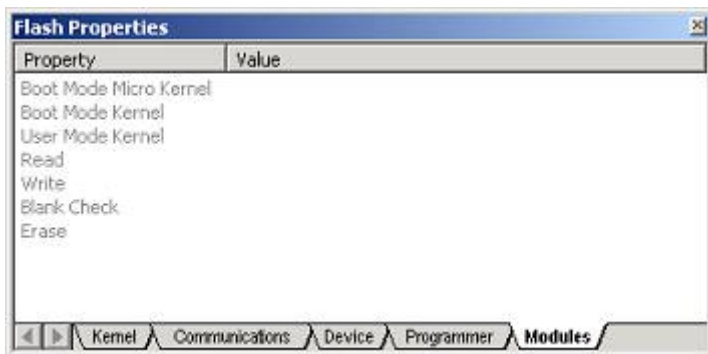 Flash Properties
Property Value
Boot Mode Micro Kernel
Boot Mode Kernel
User Mode Kernel
Read
Write
Blank Check
Erase
Kernel Communications Device Programmer Modules